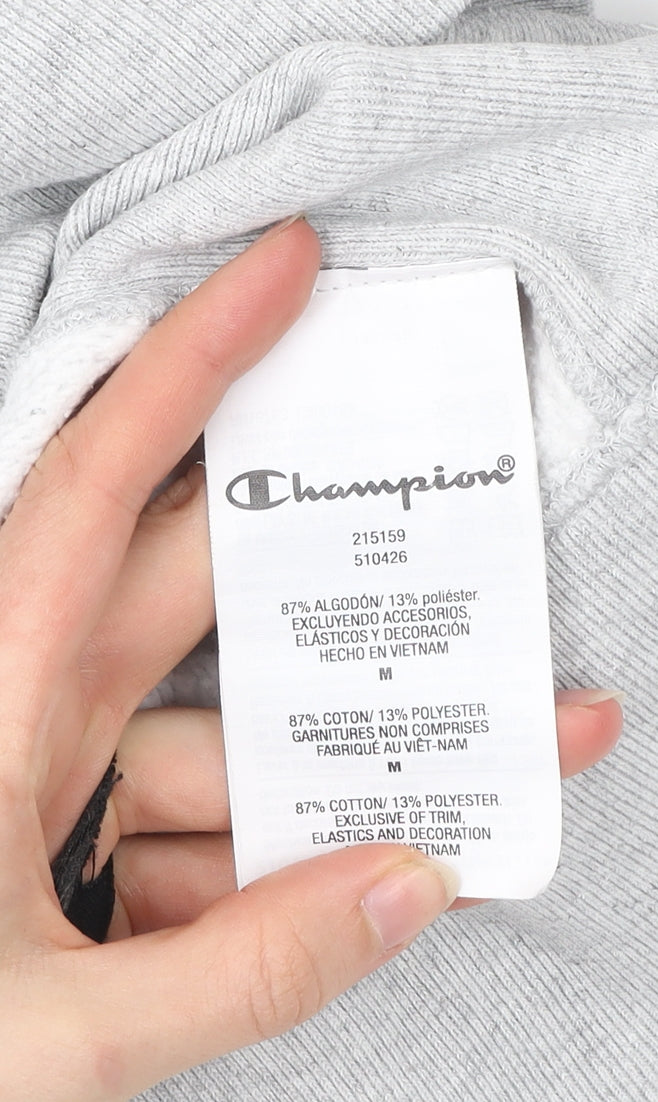 Champion®
215159
510426
87% ALGODÓN/ 13% poliéster.
EXCLUYENDO ACCESORIOS,
ELÁSTICOS Y DECORACIÓN
HECHO EN VIETNAM
M
87% COTON/ 13% POLYESTER.
GARNITURES NON COMPRISES
FABRIQUÉ AU VIÊT-NAM
M
87% COTTON/ 13% POLYESTER.
EXCLUSIVE OF TRIM,
ELASTICS AND DECORATION
VIETNAM